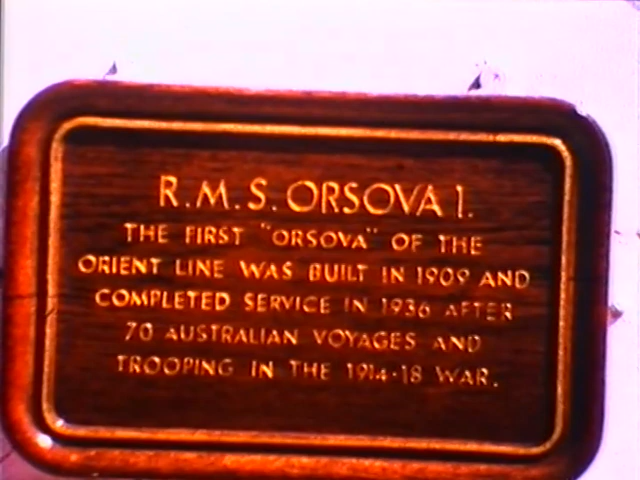 R.M.S. ORSOVA 1.
THE FIRST "ORSOVA" OF THE
ORIENT LINE WAS BUILT IN 1909 AND
COMPLETED SERVICE IN 1936 AFTER
70 AUSTRALIAN VOYAGES AND
TROOPING IN THE 1914-18 WAR.